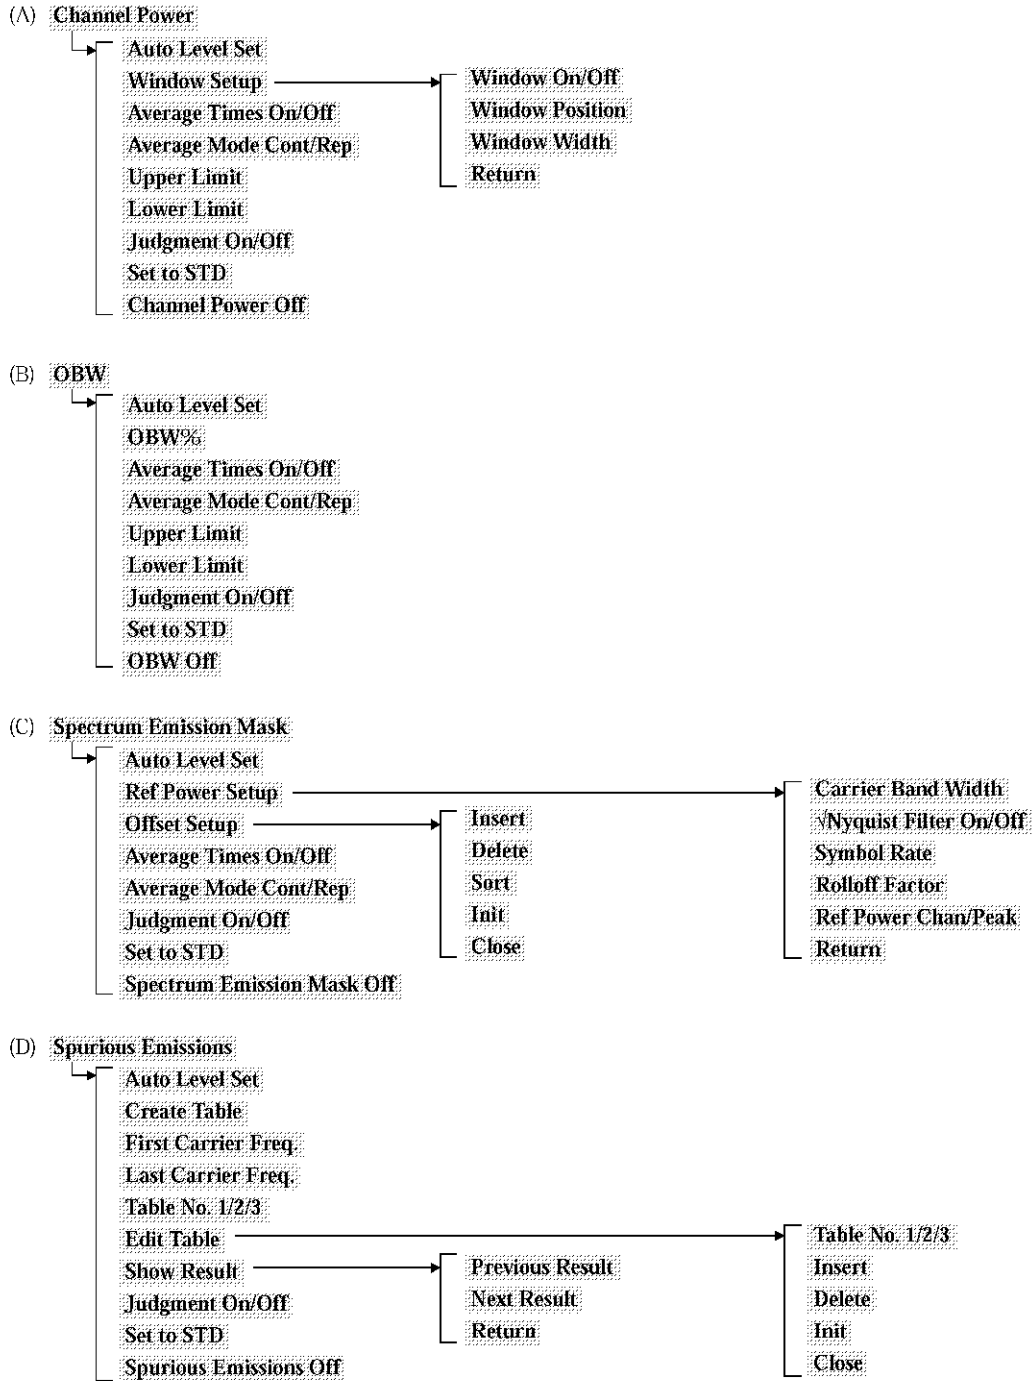 (A) Channel Power
Auto Level Set
Window Setup
Average Times On/Off
Average Mode Cont/Rep
Upper Limit
Lower Limit
Judgment On/Off
Set to STD
Channel Power Off
Window On/Off
Window Position
Window Width
Return
(B) OBW
Auto Level Set
OBW%
Average Times On/Off
Average Mode Cont/Rep
Upper Limit
Lower Limit
Judgment On/Off
Set to STD
OBW Off
(C) Spectrum Emission Mask
Auto Level Set
Ref Power Setup
Offset Setup
Average Times On/Off
Average Mode Cont/Rep
Judgment On/Off
Set to STD
Spectrum Emission Mask Off
Insert
Delete
Sort
Init
Close
Carrier Band Width
√Nyquist Filter On/Off
Symbol Rate
Rolloff Factor
Ref Power Chan/Peak
Return
(D) Spurious Emissions
Auto Level Set
Create Table
First Carrier Freq.
Last Carrier Freq.
Table No. 1/2/3
Edit Table
Show Result
Judgment On/Off
Set to STD
Spurious Emissions Off
Previous Result
Next Result
Return
Table No. 1/2/3
Insert
Delete
Init
Close